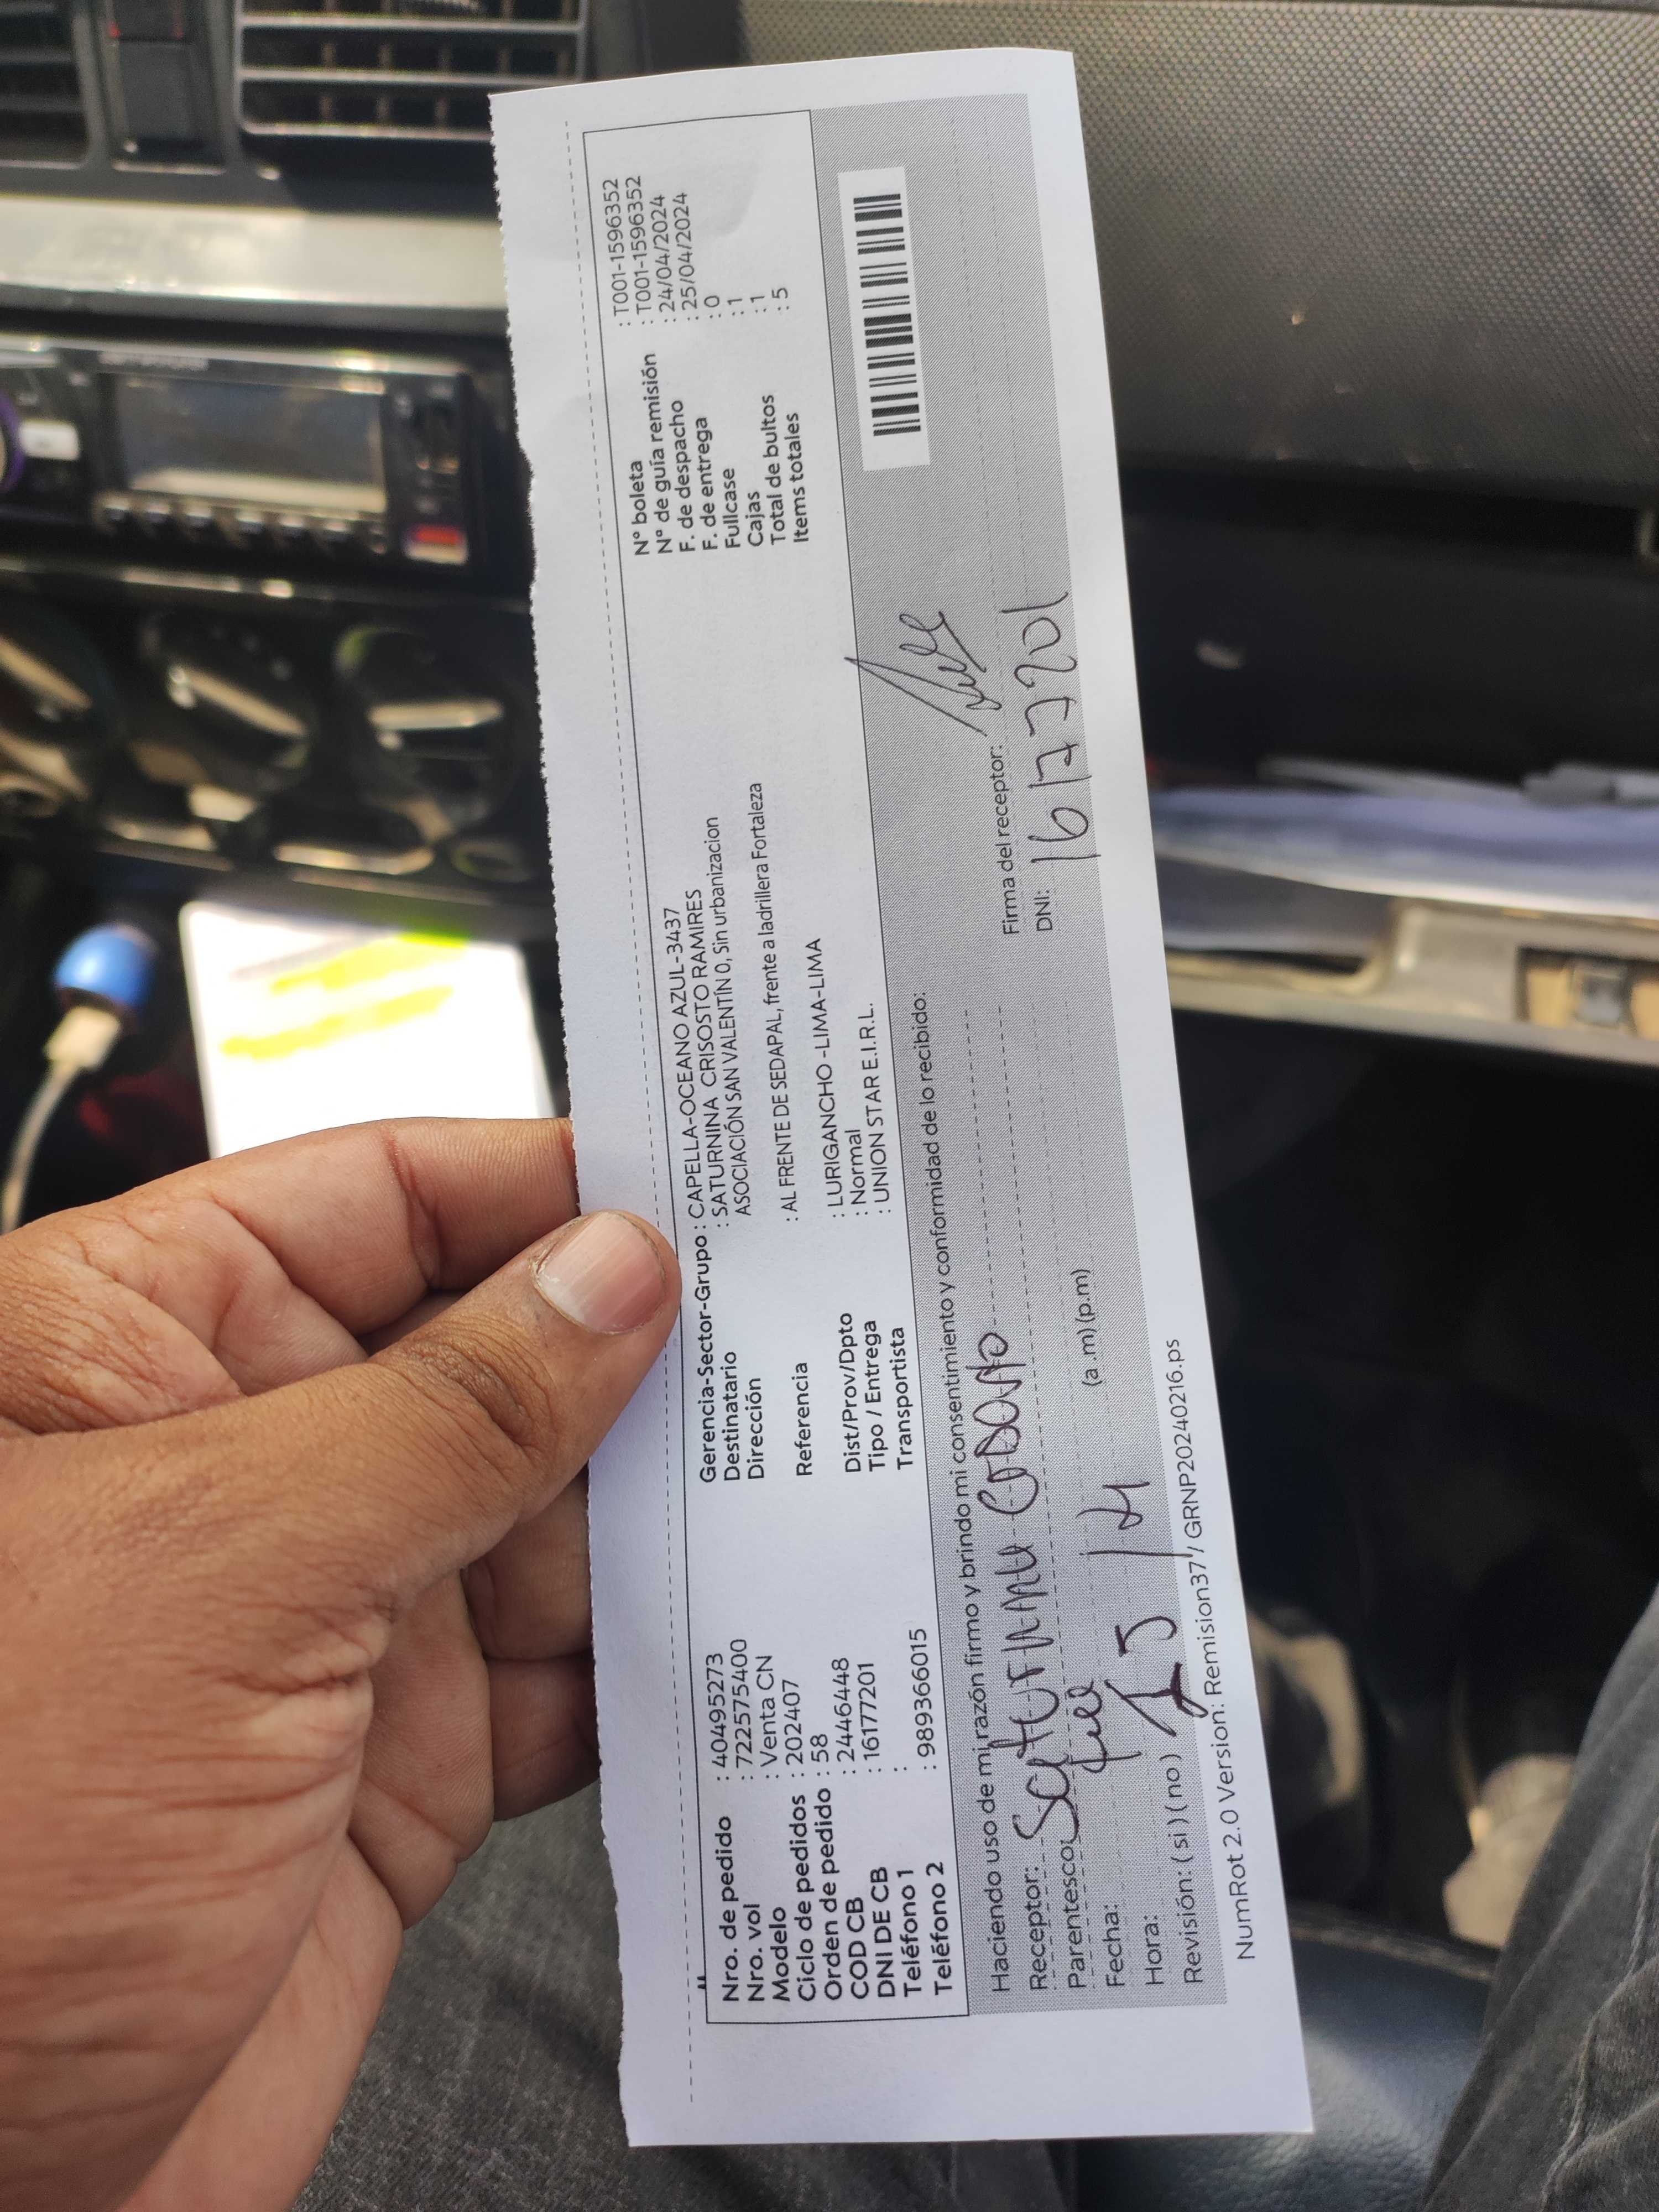 Nro. de pedido : 40495273
Nro. vol : 722575400
Modelo : Venta CN
Ciclo de pedidos : 202407
Orden de pedido : 58
COD CB : 2446448
DNI DE CB : 16177201
Teléfono 1 :
Teléfono 2 : 989366015
Gerencia-Sector-Grupo : CAPELLA-OCEANO AZUL-3437
Destinatario : SATURNINA CRISOSTO RAMIRES
Dirección ASOCIACIÓN SAN VALENTÍN 0, Sin urbanizacion
Referencia : AL FRENTE DE SEDAPAL, frente a ladrillera Fortaleza
Dist/Prov/Dpto : LURIGANCHO -LIMA-LIMA
Tipo / Entrega : Normal
Transportista : UNION STAR E.I.R.L.
N° boleta : T001-1596352
N° de guía remisión : T001-1596352
F. de despacho : 24/04/2024
F. de entrega : 25/04/2024
Fullcase : 0
Cajas : 1
Total de bultos : 1
Items totales : 5
Haciendo uso de mi razón firmo y brindo mi consentimiento y conformidad de lo recibido:
Receptor:
Parentesco:
Fecha: 25/4
Hora: (a .m) (p.m)
Revisión: ( si ) ( no )
Firma del receptor:
DNI: 16177201
NumRot 2.0 Version: Remision37 / GRNP20240216.ps